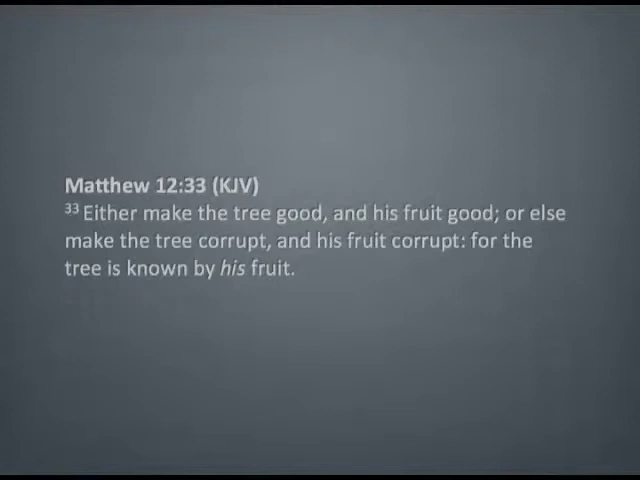 Matthew 12:33 (KJV)
33 Either make the tree good, and his fruit good; or else
make the tree corrupt, and his fruit corrupt: for the
tree is known by his fruit.